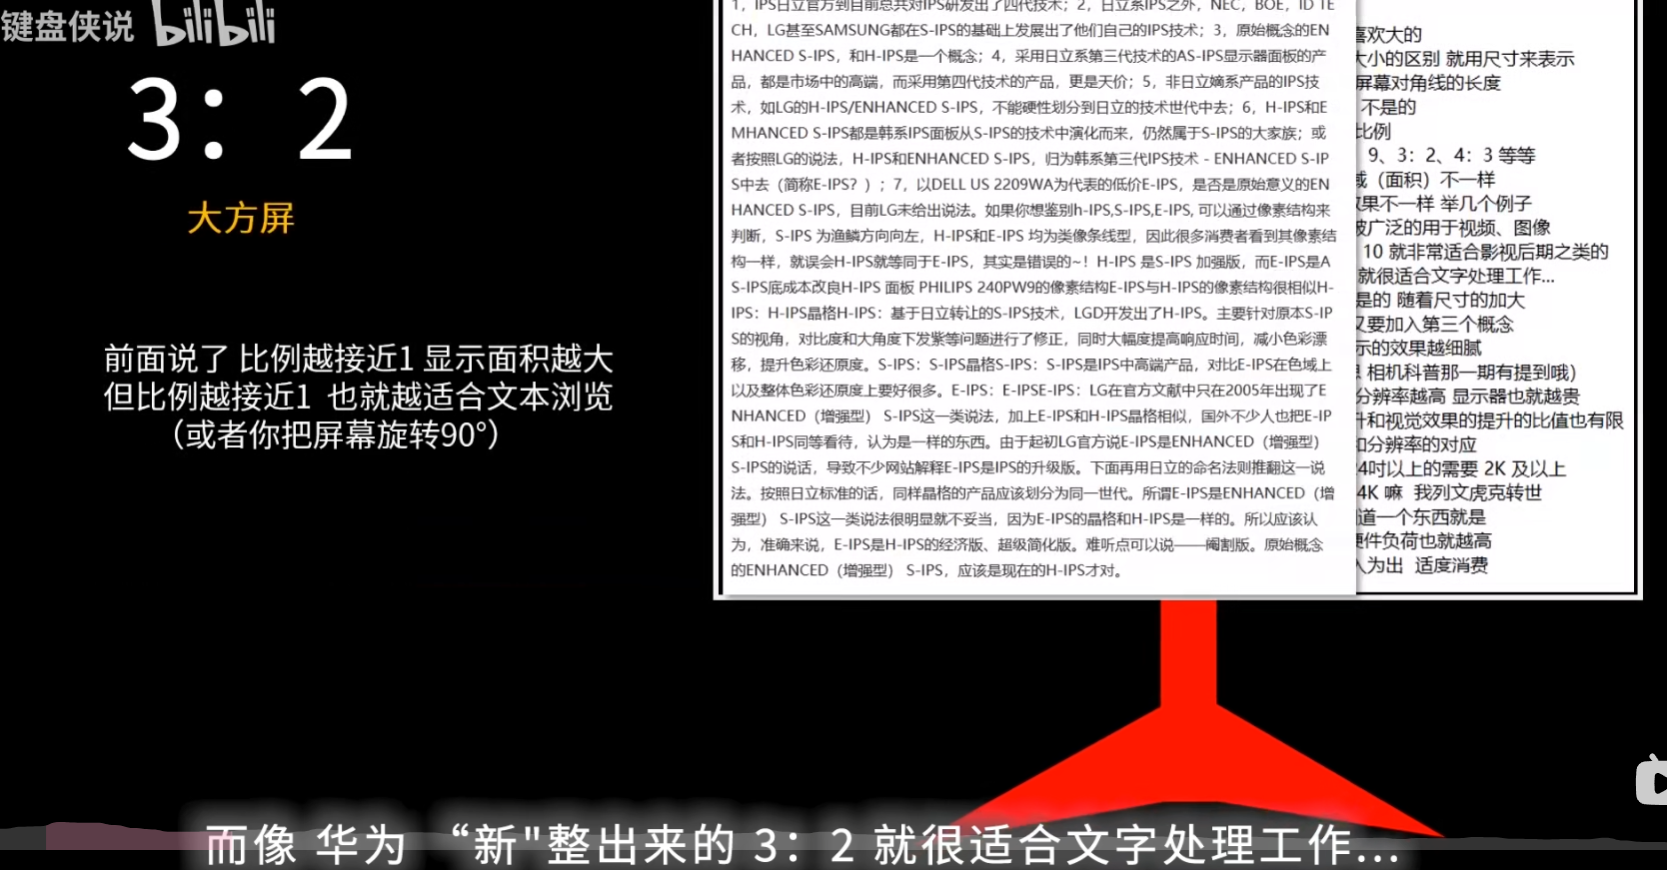 键盘侠说 bilibili
3：2
大方屏
前面说了 比例越接近1 显示面积越大
但比例越接近1 也就越适合文本浏览
（或者你把屏幕旋转90°）
1，IPS日立官方到目前总共对IPS研发出了四代技术；2，日立系IPS之外，NEC，BOE，ID TE
CH，LG甚至SAMSUNG都在S-IPS的基础上发展出了他们自己的IPS技术；3，原始概念的EN
HANCED S-IPS，和H-IPS是一个概念；4，采用日立系第三代技术的AS-IPS显示器面板的产
品，都是市场中的高端，而采用第四代技术的产品，更是天价；5，非日立嫡系产品的IPS技
术，如LG的H-IPS/ENHANCED S-IPS，不能硬性划分到日立的技术世代中去；6，H-IPS和E
MHANCED S-IPS都是韩系IPS面板从S-IPS的技术中演化而来，仍然属于S-IPS的大家族；或
者按照LG的说法，H-IPS和ENHANCED S-IPS，归为韩系第三代IPS技术 - ENHANCED S-IP
S中去（简称E-IPS？）；7，以DELL US 2209WA为代表的低价E-IPS，是否是原始意义的EN
HANCED S-IPS，目前LG未给出说法。如果你想鉴别h-IPS,S-IPS,E-IPS, 可以通过像素结构来
判断，S-IPS 为渔鳞方向向左，H-IPS和E-IPS 均为类像条线型，因此很多消费者看到其像素结
构一样，就误会H-IPS就等同于E-IPS，其实是错误的~！H-IPS 是S-IPS 加强版，而E-IPS是A
S-IPS底成本改良H-IPS 面板 PHILIPS 240PW9的像素结构E-IPS与H-IPS的像素结构很相似H-
IPS：H-IPS晶格H-IPS：基于日立转让的S-IPS技术，LGD开发出了H-IPS。主要针对原本S-IP
S的视角，对比度和大角度下发紫等问题进行了修正，同时大幅度提高响应时间，减小色彩漂
移，提升色彩还原度。S-IPS：S-IPS晶格S-IPS：S-IPS是IPS中高端产品，对比E-IPS在色域上
以及整体色彩还原度上要好很多。E-IPS：E-IPSE-IPS：LG在官方文献中只在2005年出现了E
NHANCED（增强型） S-IPS这一类说法，加上E-IPS和H-IPS晶格相似，国外不少人也把E-IP
S和H-IPS同等看待，认为是一样的东西。由于起初LG官方说E-IPS是ENHANCED（增强型）
S-IPS的说话，导致不少网站解释E-IPS是IPS的升级版。下面再用日立的命名法则推翻这一说
法。按照日立标准的话，同样晶格的产品应该划分为同一世代。所谓E-IPS是ENHANCED（增
强型） S-IPS这一类说法很明显就不妥当，因为E-IPS的晶格和H-IPS是一样的。所以应该认
为，准确来说，E-IPS是H-IPS的经济版、超级简化版。难听点可以说——阉割版。原始概念
的ENHANCED（增强型） S-IPS，应该是现在的H-IPS才对。
喜欢大的
大小的区别 就用尺寸来表示
屏幕对角线的长度
不是的
比例
9、3：2、4：3 等等
域（面积）不一样
效果不一样 举几个例子
被广泛的用于视频、图像
10 就非常适合影视后期之类的
就很适合文字处理工作...
是的 随着尺寸的加大
又要加入第三个概念
示的效果越细腻
相机科普那一期有提到哦）
分辨率越高 显示器也就越贵
升和视觉效果的提升的比值也有限
和分辨率的对应
24吋以上的需要 2K 及以上
4K 嘛 我列文虎克转世
道一个东西就是
硬件负荷也就越高
入为出 适度消费
而像 华为 “新"整出来的 3：2 就很适合文字处理工作...